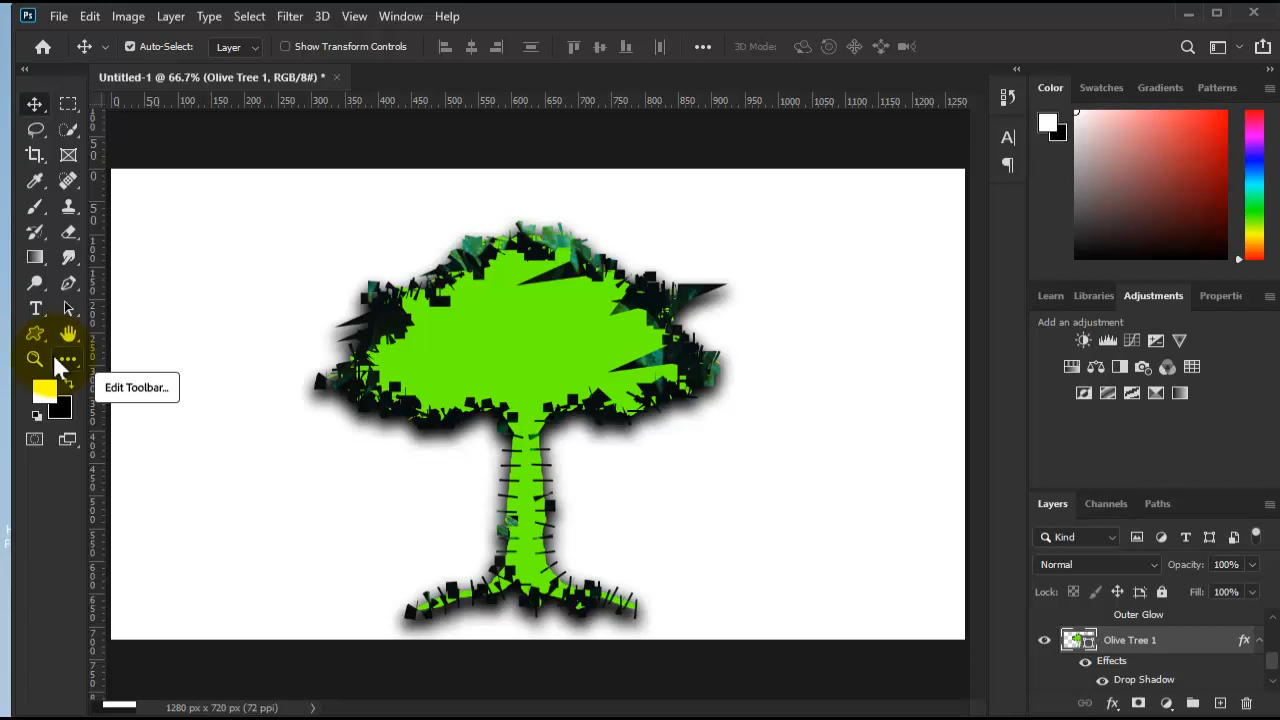 Ps File Edit Image Layer Type Select Filter 3D View Window Help
Auto-Select: Layer Show Transform Controls 3D Mode:
Untitled-1 @ 66.7% (Olive Tree 1, RGB/8#) *
0 50 100 150 200 250 300 350 400 450 500 550 600 650 700 750 800 850 900 950 1000 1050 1100 1150 1200 1250
Color Swatches Gradients Patterns
Learn Libraries Adjustments Properti
Add an adjustment
Edit Toolbar...
Layers Channels Paths
Kind
Normal Opacity: 100%
Lock: Fill: 100%
Outer Glow
Olive Tree 1 fx
Effects
Drop Shadow
1280 px x 720 px (72 ppi)
fx